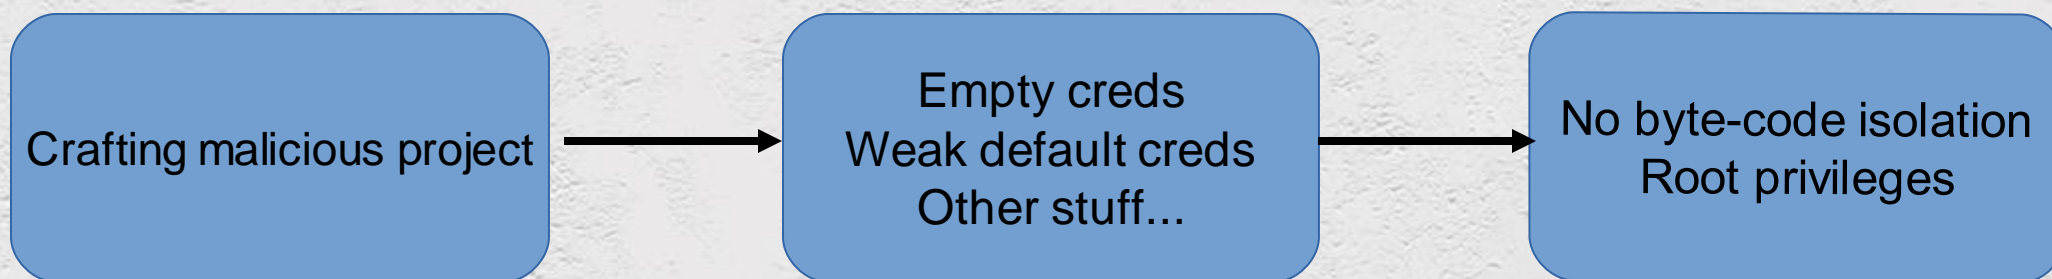 Crafting malicious project
Empty creds
Weak default creds
Other stuff...
No byte-code isolation
Root privileges